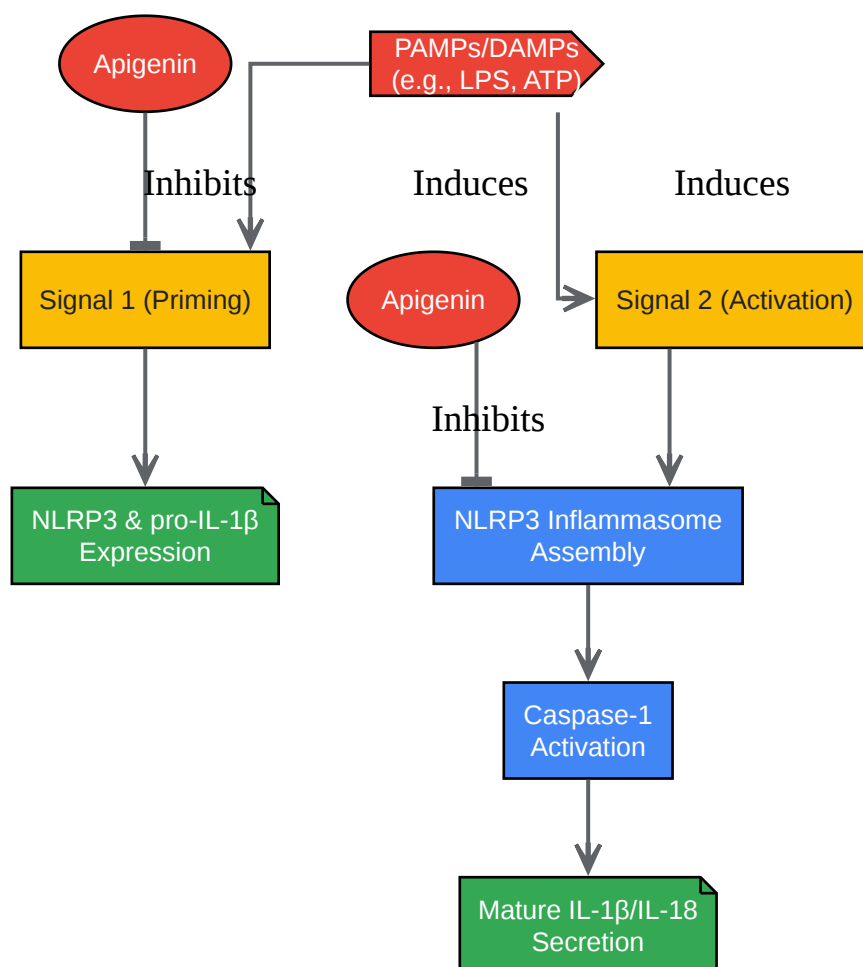 Apigenin
PAMPs/DAMPs
(e.g., LPS, ATP)
Inhibits
Induces
Induces
Signal 1 (Priming)
Apigenin
Signal 2 (Activation)
Inhibits
NLRP3 & pro-IL-1β
Expression
NLRP3 Inflammasome
Assembly
Caspase-1
Activation
Mature IL-1β/IL-18
Secretion